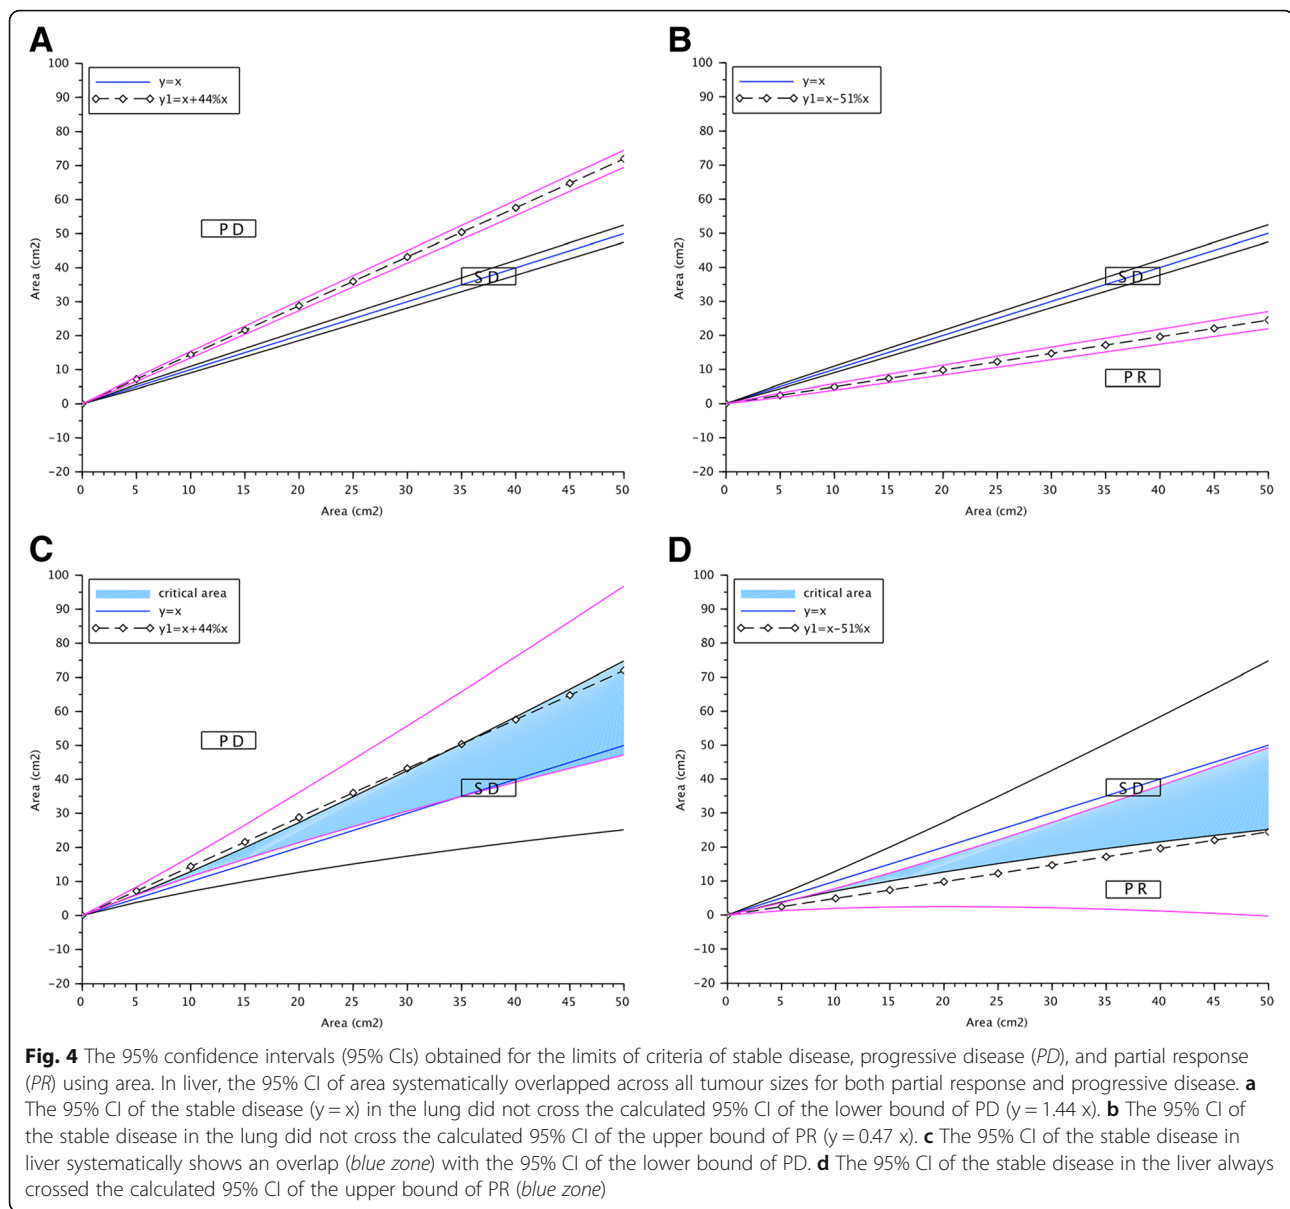 A
100
90
80
70
60
50
40
30
20
10
0
−10
−20
0 5 10 15 20 25 30 35 40 45 50
Area (cm2)
Area (cm2)
y=x
y1=x+44%x
PD
SD
B
100
90
80
70
60
50
40
30
20
10
0
−10
−20
0 5 10 15 20 25 30 35 40 45 50
Area (cm2)
Area (cm2)
y=x
y1=x−51%x
SD
PR
C
100
90
80
70
60
50
40
30
20
10
0
−10
−20
0 5 10 15 20 25 30 35 40 45 50
Area (cm2)
Area (cm2)
critical area
y=x
y1=x+44%x
PD
SD
D
100
90
80
70
60
50
40
30
20
10
0
−10
−20
0 5 10 15 20 25 30 35 40 45 50
Area (cm2)
Area (cm2)
critical area
y=x
y1=x−51%x
SD
PR
Fig. 4 The 95% confidence intervals (95% CIs) obtained for the limits of criteria of stable disease, progressive disease (PD), and partial response
(PR) using area. In liver, the 95% CI of area systematically overlapped across all tumour sizes for both partial response and progressive disease. a
The 95% CI of the stable disease (y = x) in the lung did not cross the calculated 95% CI of the lower bound of PD (y = 1.44 x). b The 95% CI of
the stable disease in the lung did not cross the calculated 95% CI of the upper bound of PR (y = 0.47 x). c The 95% CI of the stable disease in
liver systematically shows an overlap (blue zone) with the 95% CI of the lower bound of PD. d The 95% CI of the stable disease in the liver always
crossed the calculated 95% CI of the upper bound of PR (blue zone)